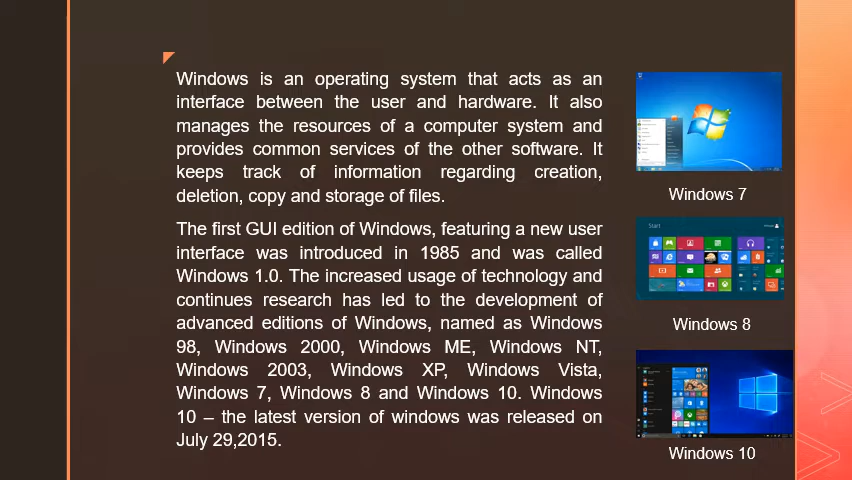 Windows is an operating system that acts as an
interface between the user and hardware. It also
manages the resources of a computer system and
provides common services of the other software. It
keeps track of information regarding creation,
deletion, copy and storage of files.
The first GUI edition of Windows, featuring a new user
interface was introduced in 1985 and was called
Windows 1.0. The increased usage of technology and
continues research has led to the development of
advanced editions of Windows, named as Windows
98, Windows 2000, Windows ME, Windows NT,
Windows 2003, Windows XP, Windows Vista,
Windows 7, Windows 8 and Windows 10. Windows
10 – the latest version of windows was released on
July 29,2015.
Windows 7
Start
Windows 8
Windows 10